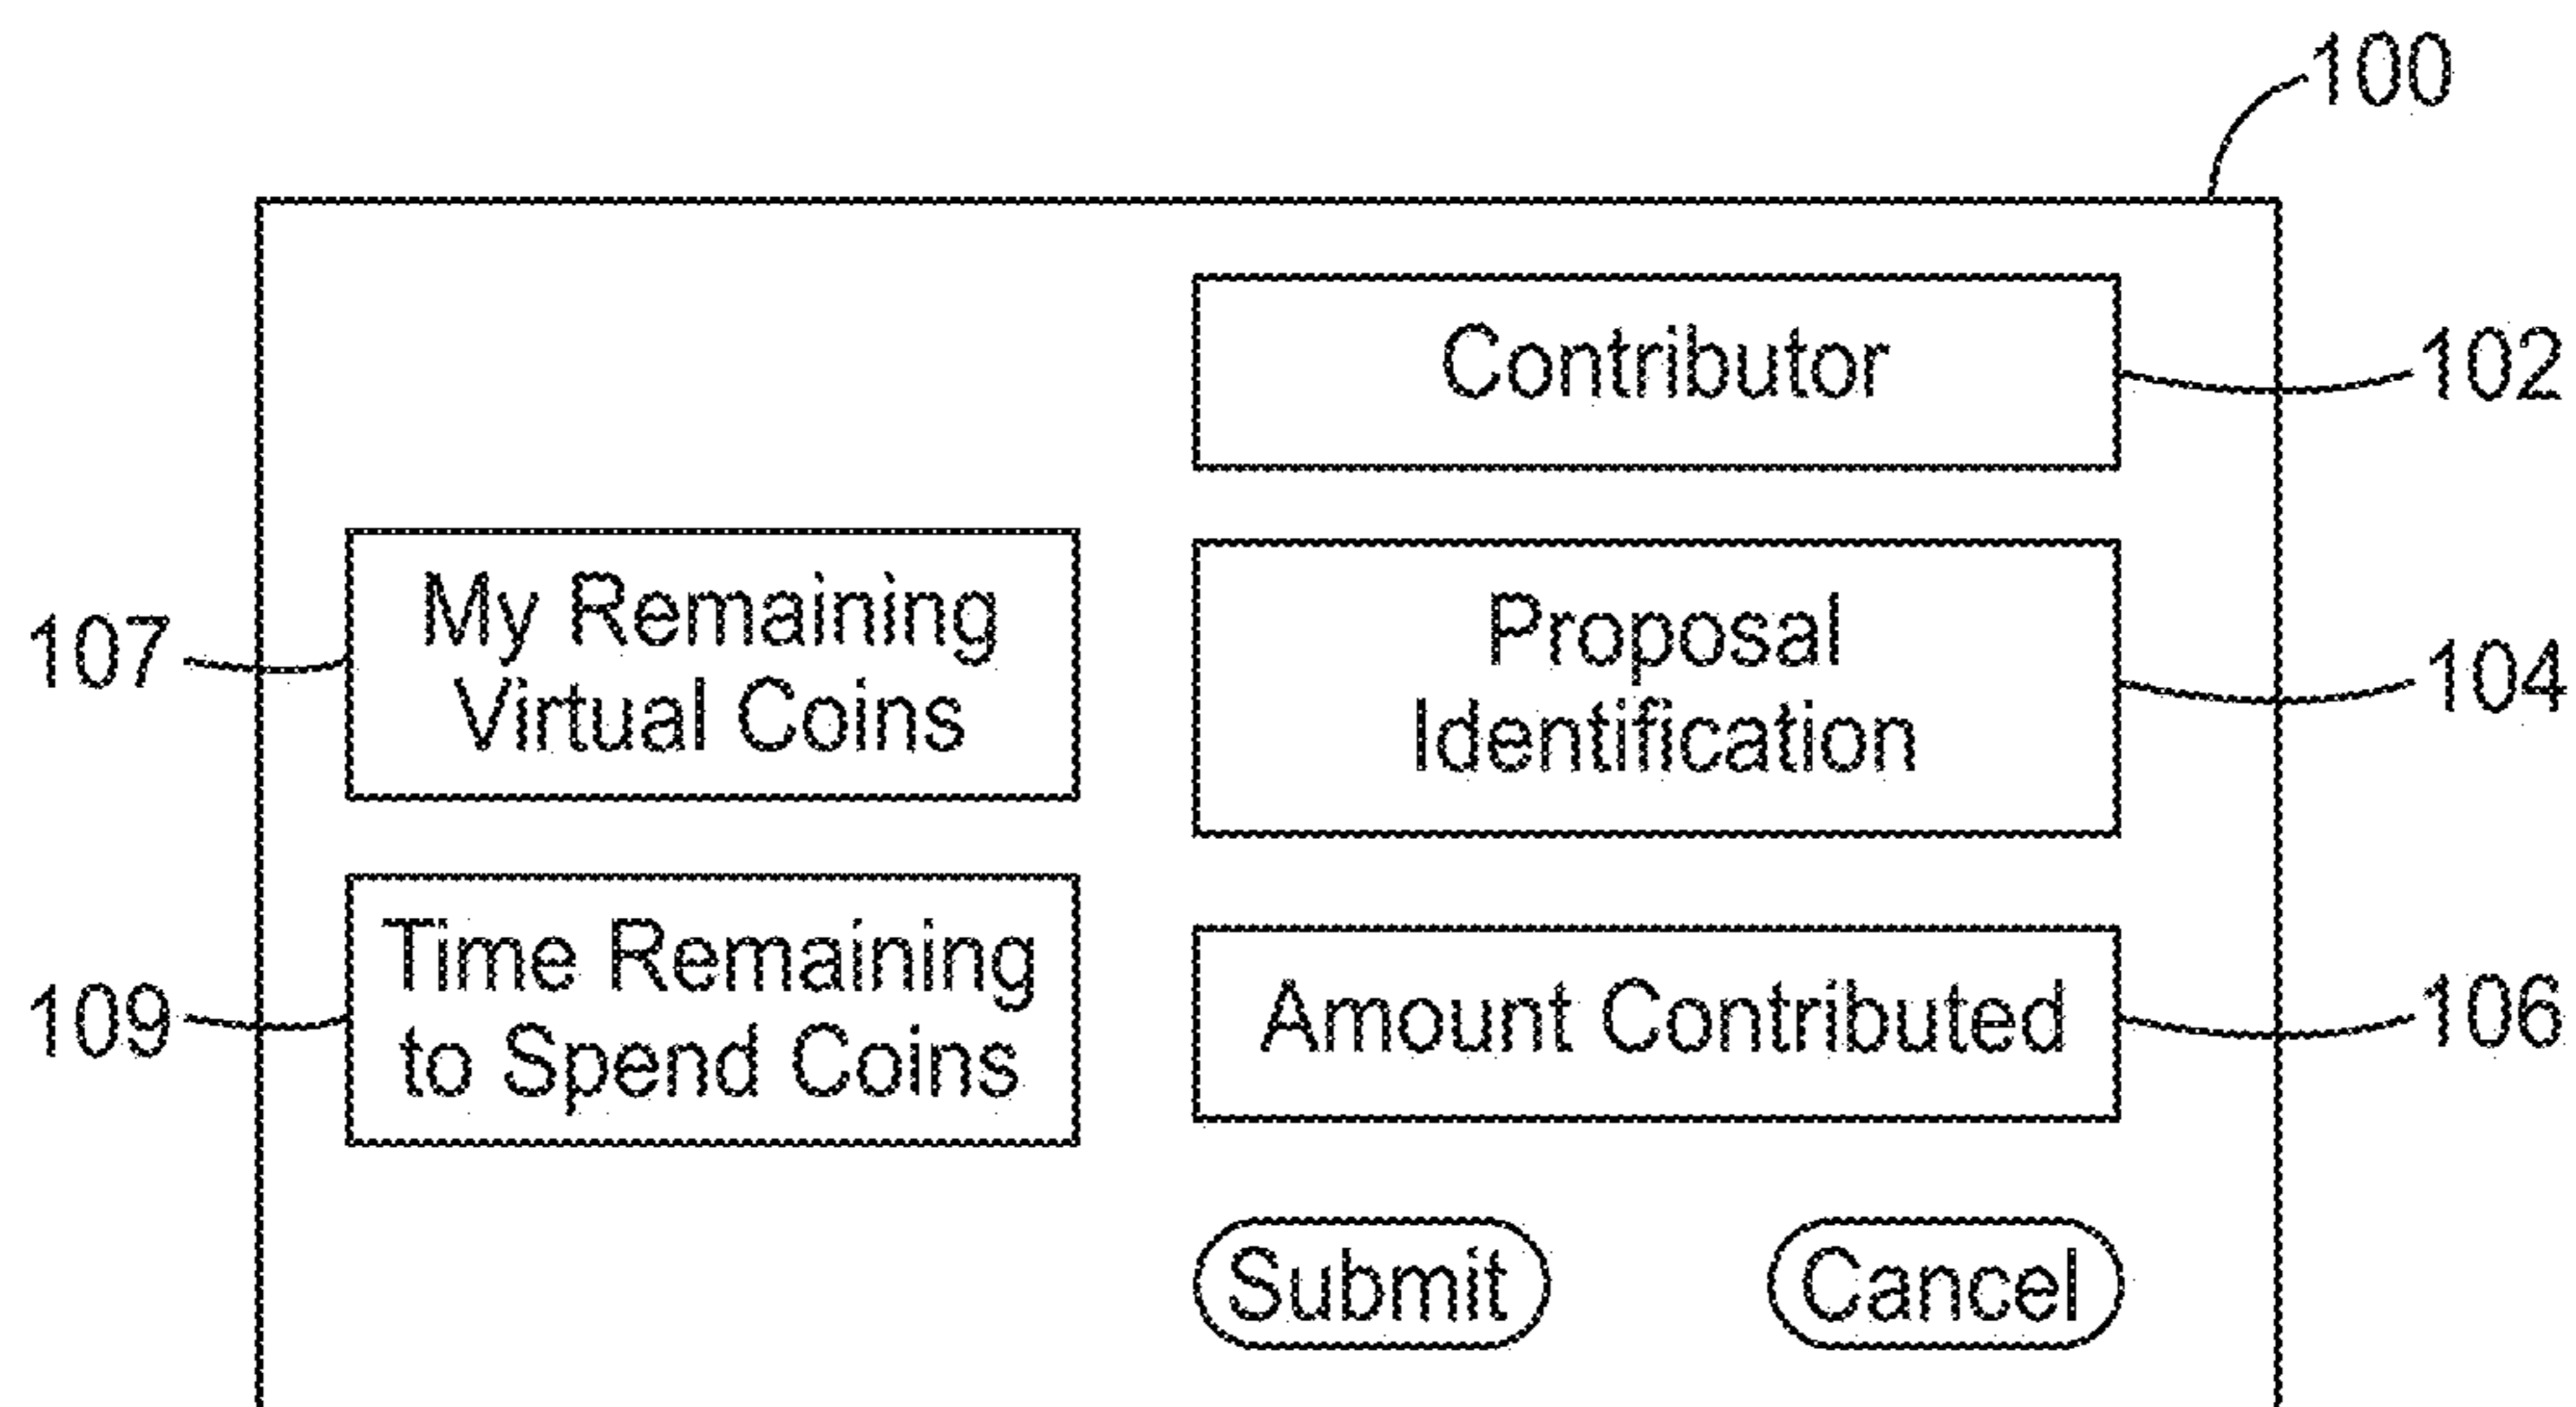 100
Contributor
102
My Remaining
Virtual Coins
107
Proposal
Identification
104
Time Remaining
to Spend Coins
109
Amount Contributed
106
Submit
Cancel